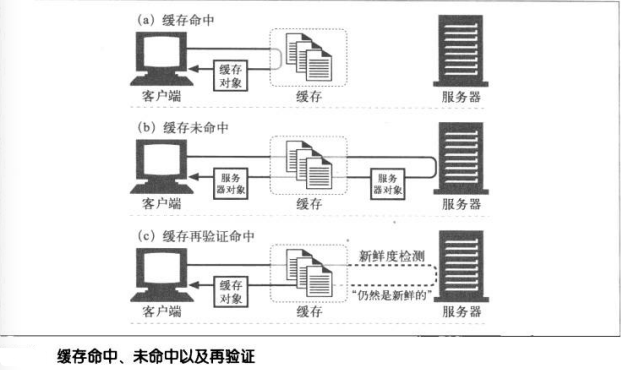 (a) 缓存命中
缓存
对象
客户端
缓存
服务器
(b) 缓存未命中
服务
器对象
服务
器对象
客户端
缓存
服务器
(c) 缓存再验证命中
新鲜度检测
缓存
对象
“仍然是新鲜的”
客户端
缓存
服务器
缓存命中、未命中以及再验证